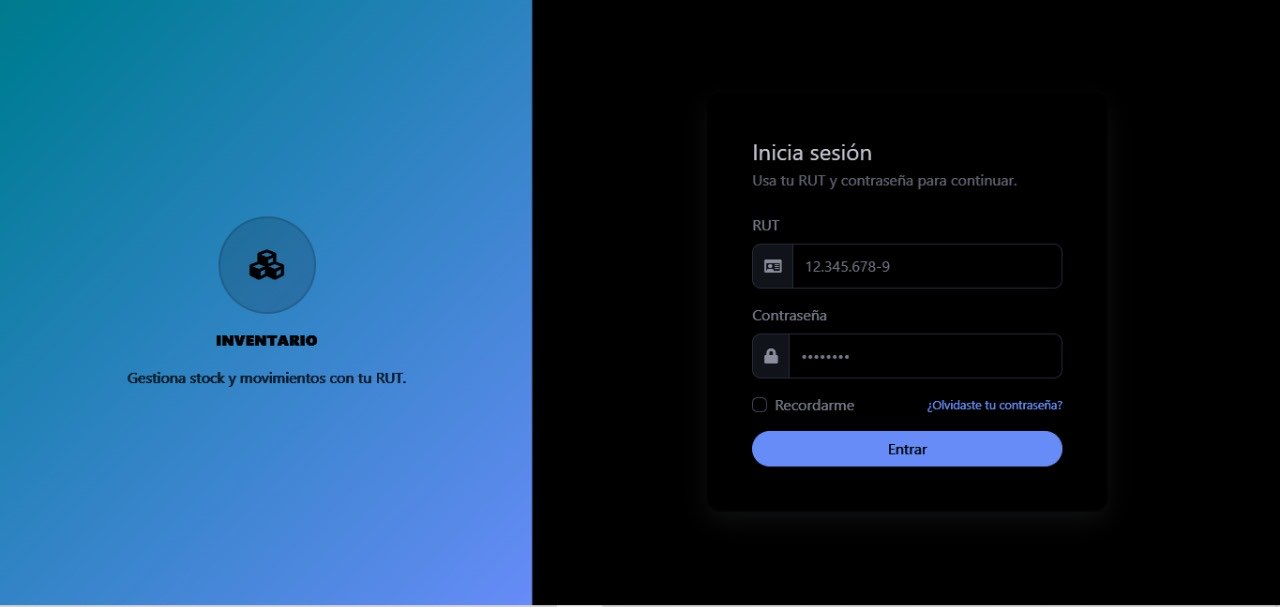 INVENTARIO
Gestiona stock y movimientos con tu RUT.
Inicia sesión
Usa tu RUT y contraseña para continuar.
RUT
12.345.678-9
Contraseña
••••••••
Recordarme
¿Olvidaste tu contraseña?
Entrar